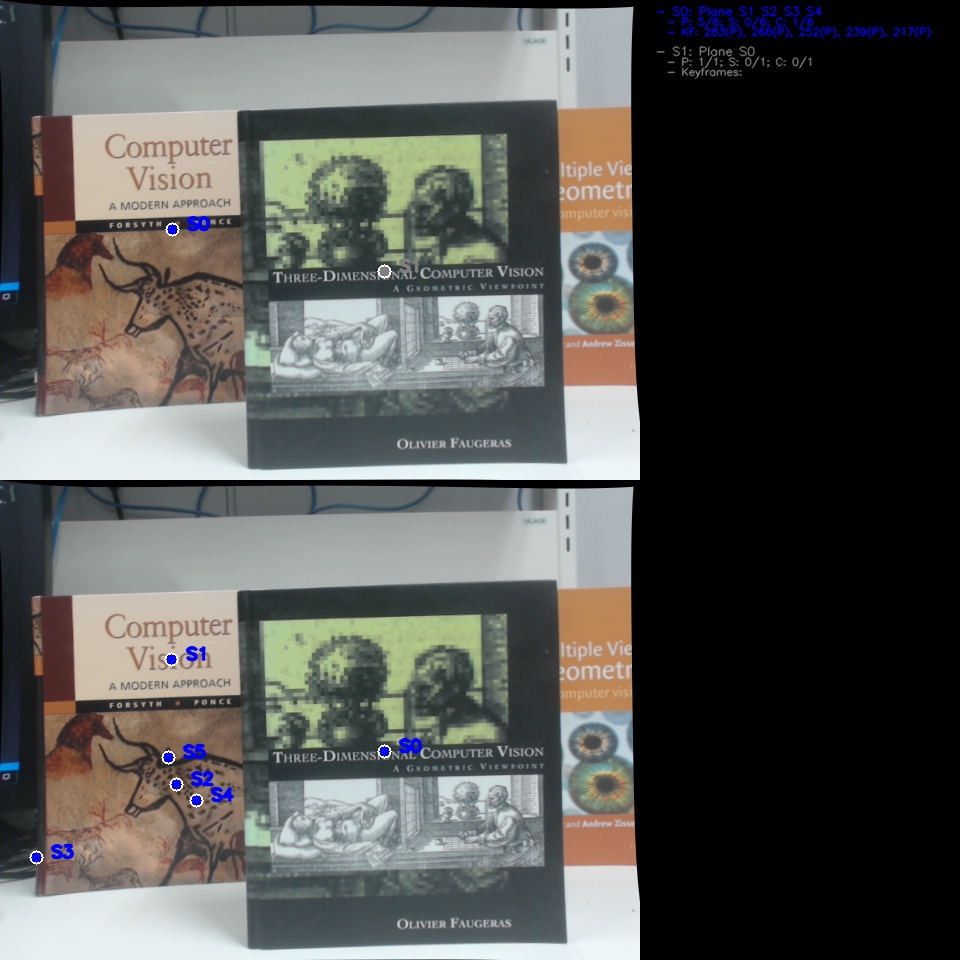 S0: Plane S1 S2 S3 S4
P: 5/6; S: 0/6; C: 1/6
KF: 283(P), 266(P), 252(P), 239(P), 217(P)
S1: Plane S0
P: 1/1; S: 0/1; C: 0/1
Keyframes:
Computer
Vision
A MODERN APPROACH
FORSYTH
NCE
S0
S1
THREE-DIMENSIONAL COMPUTER VISION
A GEOMETRIC VIEWPOINT
OLIVIER FAUGERAS
ltiple Vie
eometr
omputer visi
and Andrew Zisse
Computer
Vision
S1
A MODERN APPROACH
FORSYTH PONCE
S5
S2
S4
S3
S0
THREE-DIMENSIONAL COMPUTER VISION
A GEOMETRIC VIEWPOINT
OLIVIER FAUGERAS
ltiple Vie
eometr
omputer visi
and Andrew Zisse